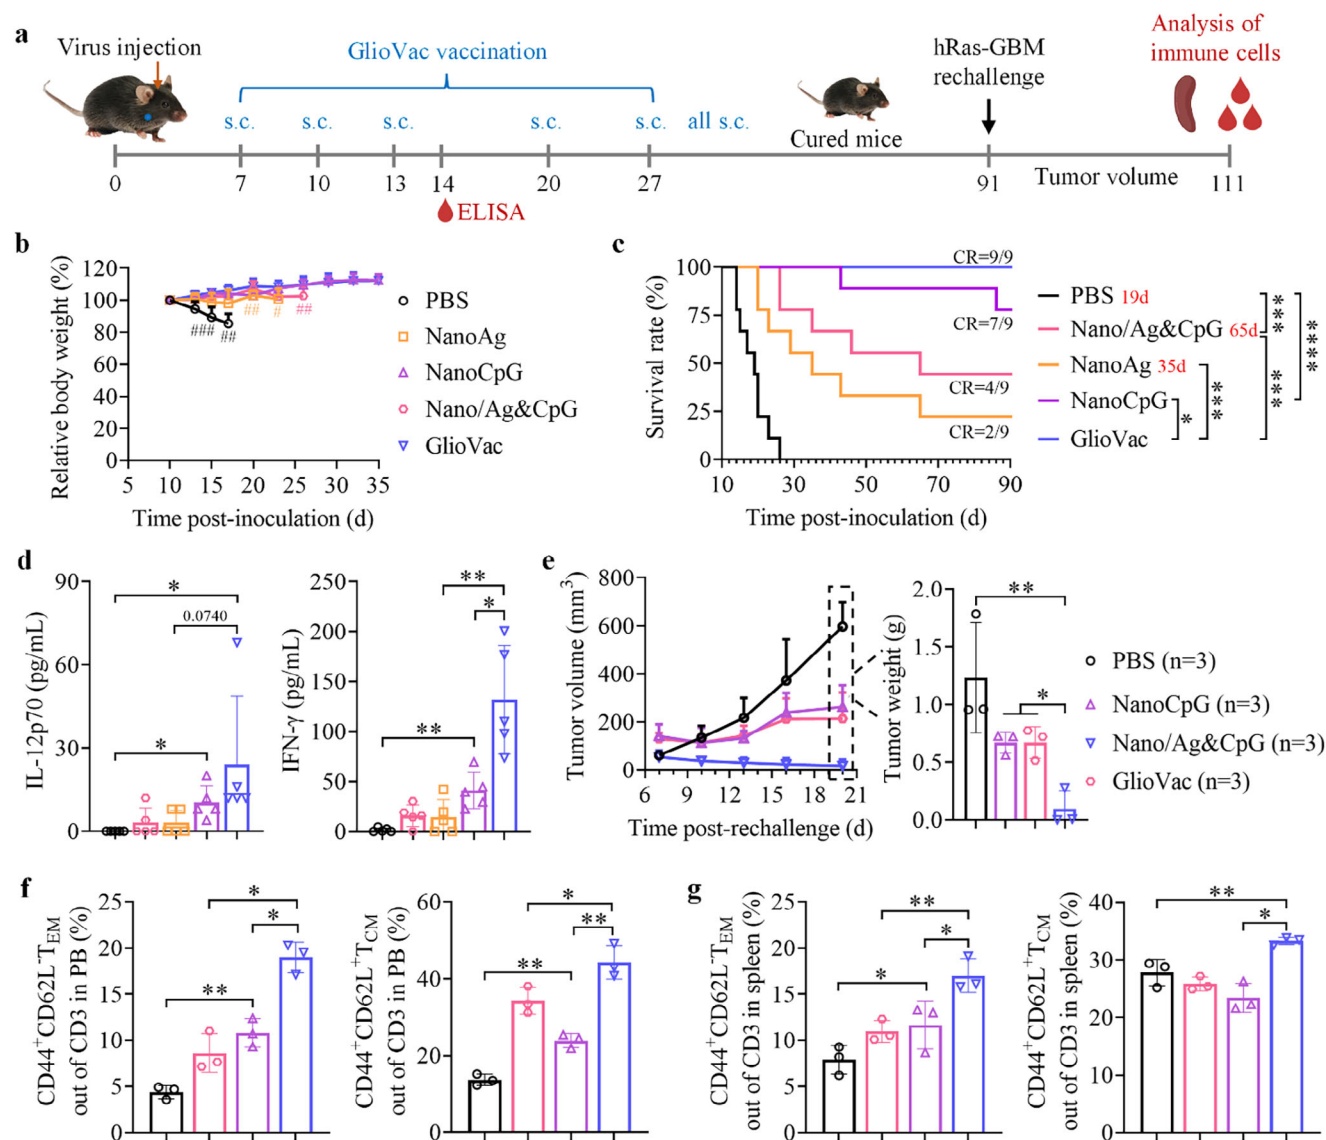 a
Virus injection
GlioVac vaccination
s.c. s.c. s.c. s.c. s.c. all s.c.
Cured mice
hRas-GBM
rechallenge
Analysis of
immune cells
0 7 10 13 14 20 27 91 Tumor volume 111
ELISA
b
Relative body weight (%)
120
100
80
60
40
20
0
### ## ## # ##
5 10 15 20 25 30 35
Time post-inoculation (d)
PBS
NanoAg
NanoCpG
Nano/Ag&CpG
GlioVac
c
Survival rate (%)
100
75
50
25
0
CR=9/9
CR=7/9
CR=4/9
CR=2/9
10 30 50 70 90
Time post-inoculation (d)
PBS 19d
Nano/Ag&CpG 65d
NanoAg 35d
NanoCpG
GlioVac
* *** *** *** ****
d
IL-12p70 (pg/mL)
90
60
30
0
*
0.0740
*
IFN-γ (pg/mL)
250
200
150
100
50
0
**
*
**
e
Tumor volume (mm3)
800
600
400
200
0
6 9 12 15 18 21
Time post-rechallenge (d)
Tumor weight (g)
2.0
1.5
1.0
0.5
0.0
**
*
PBS (n=3)
NanoCpG (n=3)
Nano/Ag&CpG (n=3)
GlioVac (n=3)
f
CD44+CD62L-TEM
out of CD3 in PB (%)
25
20
15
10
5
0
*
*
**
CD44+CD62L+TCM
out of CD3 in PB (%)
60
40
20
0
*
**
**
g
CD44+CD62L-TEM
out of CD3 in spleen (%)
25
20
15
10
5
0
**
*
*
CD44+CD62L+TCM
out of CD3 in spleen (%)
40
30
20
10
0
**
*